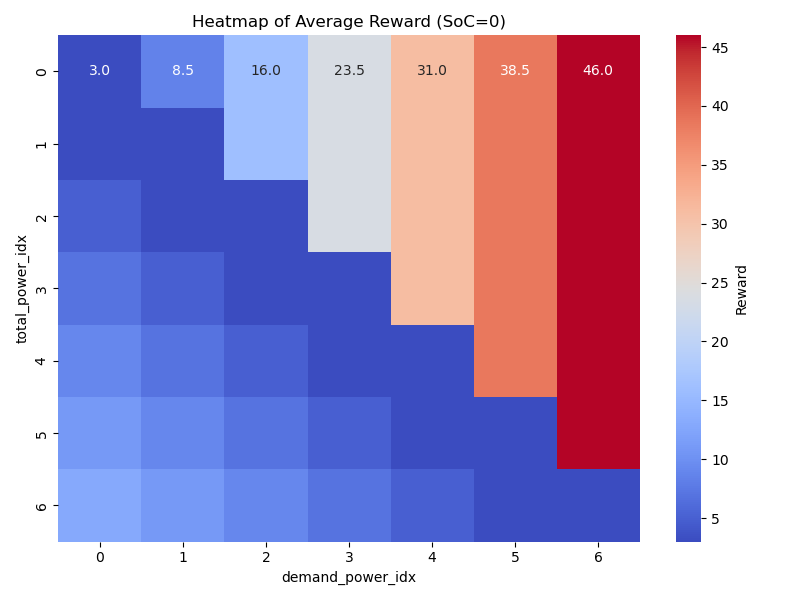 Heatmap of Average Reward (SoC=0)
total_power_idx
0 3.0 8.5 16.0 23.5 31.0 38.5 46.0
1
2
3
4
5
6
0 1 2 3 4 5 6
demand_power_idx
45
40
35
30
25
20
15
10
5
Reward